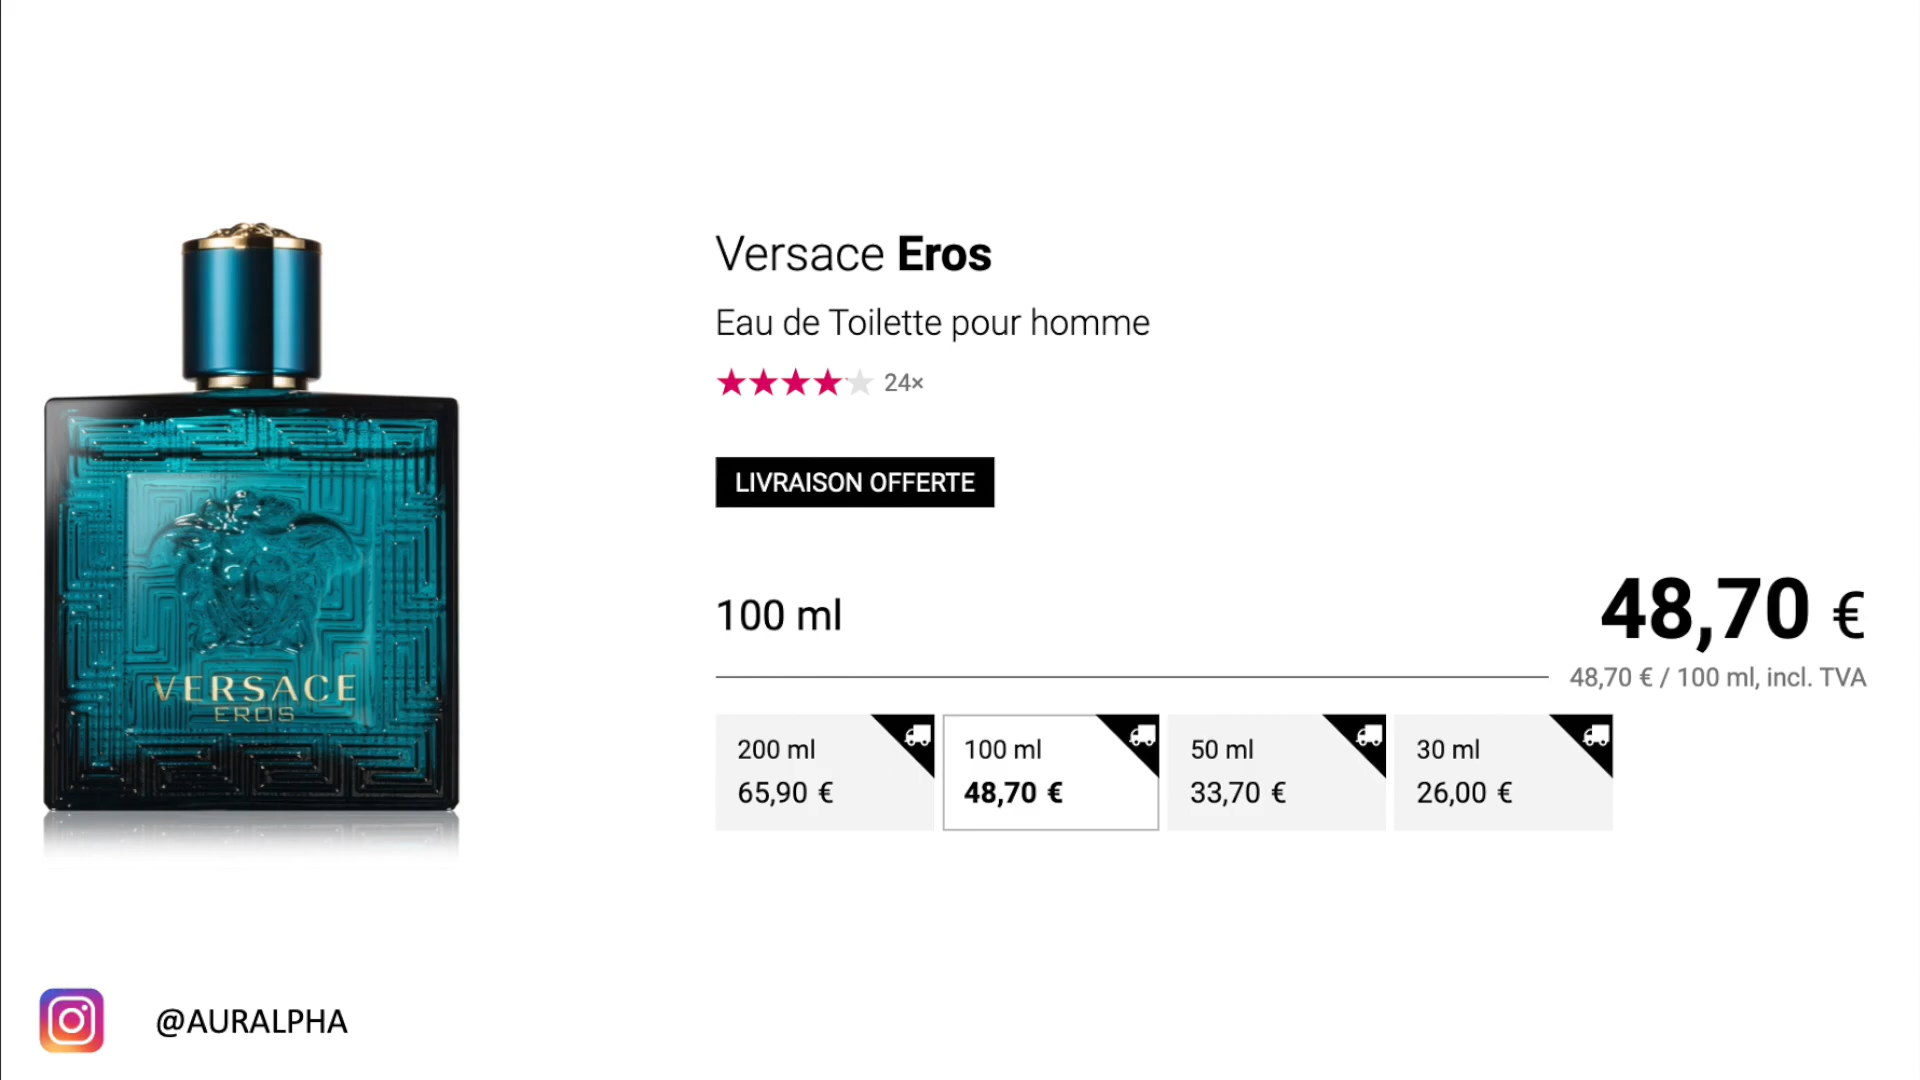 Versace Eros
Eau de Toilette pour homme
24×
LIVRAISON OFFERTE
100 ml
48,70 €
48,70 € / 100 ml, incl. TVA
200 ml
65,90 €
100 ml
48,70 €
50 ml
33,70 €
30 ml
26,00 €
VERSACE
EROS
@AURALPHA